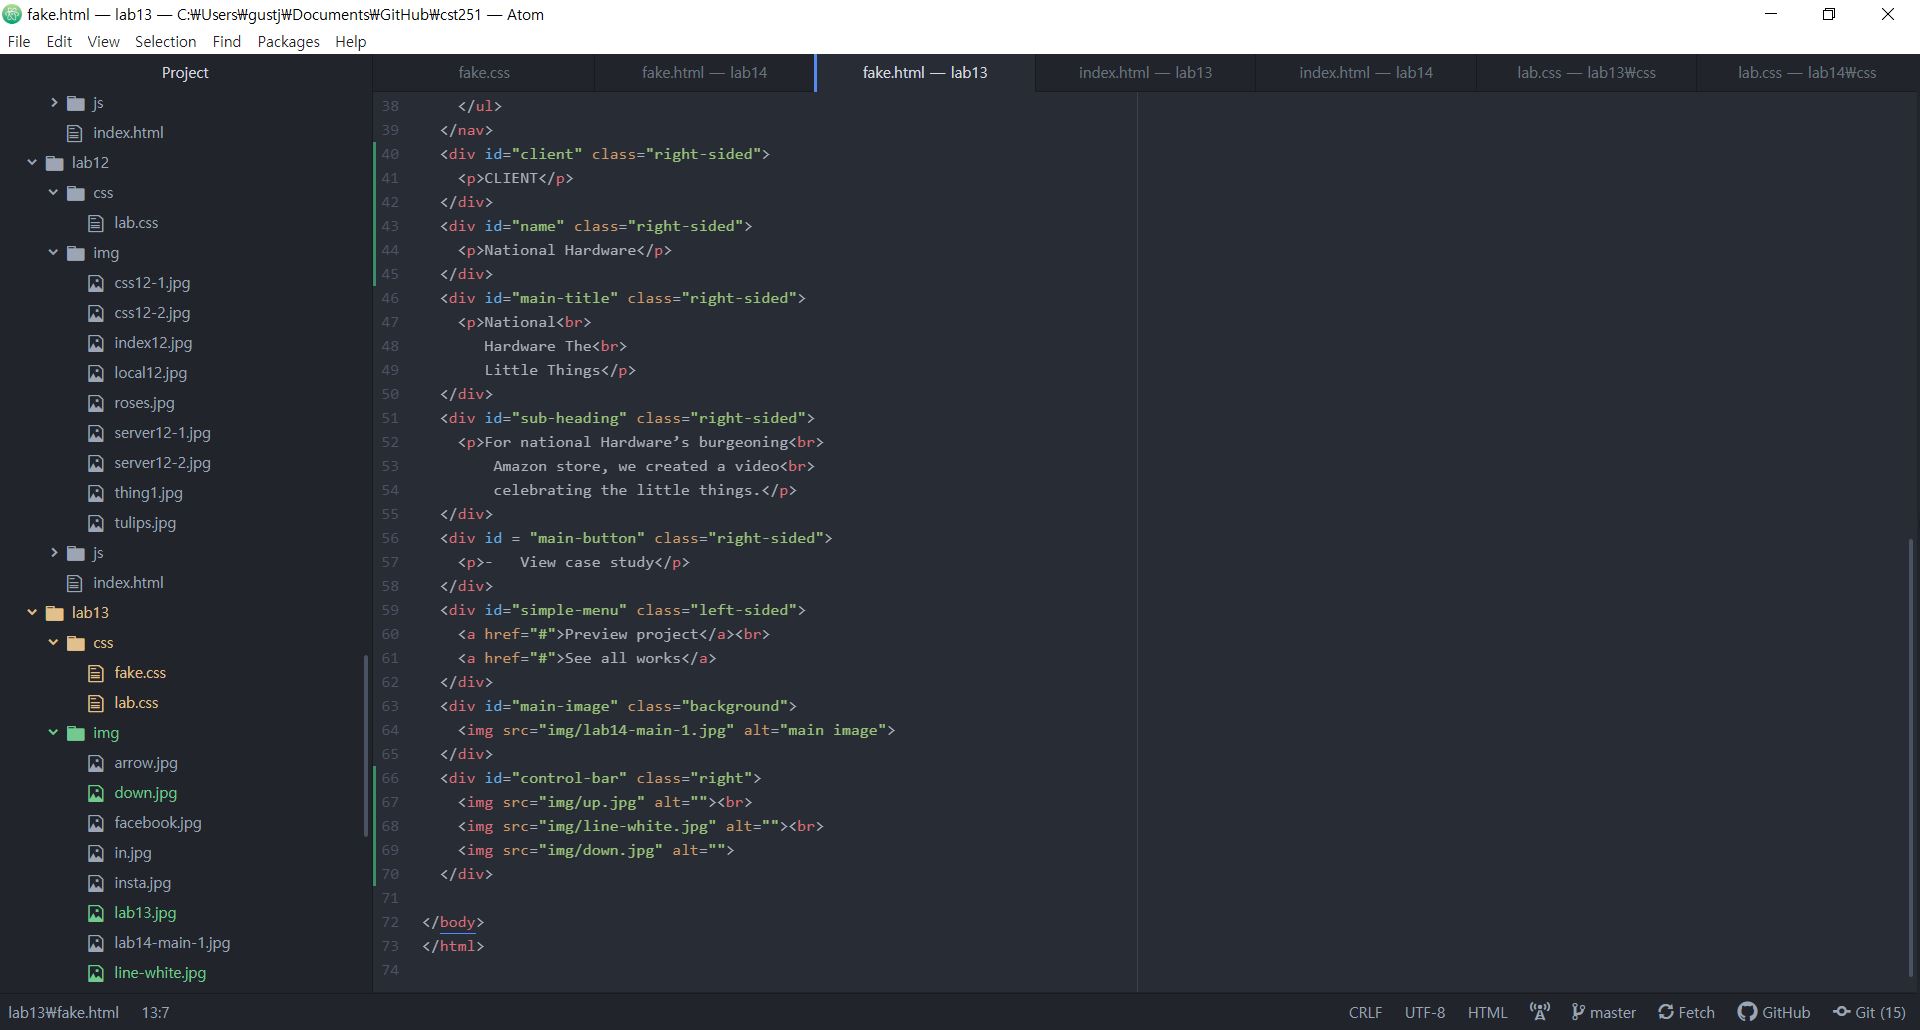 fake.html — lab13 — C:₩Users₩gustj₩Documents₩GitHub₩cst251 — Atom
File Edit View Selection Find Packages Help
Project
js
index.html
lab12
css
lab.css
img
css12-1.jpg
css12-2.jpg
index12.jpg
local12.jpg
roses.jpg
server12-1.jpg
server12-2.jpg
thing1.jpg
tulips.jpg
js
index.html
lab13
css
fake.css
lab.css
img
arrow.jpg
down.jpg
facebook.jpg
in.jpg
insta.jpg
lab13.jpg
lab14-main-1.jpg
line-white.jpg
fake.css fake.html — lab14 fake.html — lab13 index.html — lab13 index.html — lab14 lab.css — lab13₩css lab.css — lab14₩css
38 </ul>
39 </nav>
40 <div id="client" class="right-sided">
41 <p>CLIENT</p>
42 </div>
43 <div id="name" class="right-sided">
44 <p>National Hardware</p>
45 </div>
46 <div id="main-title" class="right-sided">
47 <p>National<br>
48 Hardware The<br>
49 Little Things</p>
50 </div>
51 <div id="sub-heading" class="right-sided">
52 <p>For national Hardware’s burgeoning<br>
53 Amazon store, we created a video<br>
54 celebrating the little things.</p>
55 </div>
56 <div id = "main-button" class="right-sided">
57 <p>-   View case study</p>
58 </div>
59 <div id="simple-menu" class="left-sided">
60 <a href="#">Preview project</a><br>
61 <a href="#">See all works</a>
62 </div>
63 <div id="main-image" class="background">
64 <img src="img/lab14-main-1.jpg" alt="main image">
65 </div>
66 <div id="control-bar" class="right">
67 <img src="img/up.jpg" alt=""><br>
68 <img src="img/line-white.jpg" alt=""><br>
69 <img src="img/down.jpg" alt="">
70 </div>
71
72 </body>
73 </html>
74
lab13₩fake.html 13:7 CRLF UTF-8 HTML master Fetch GitHub Git (15)